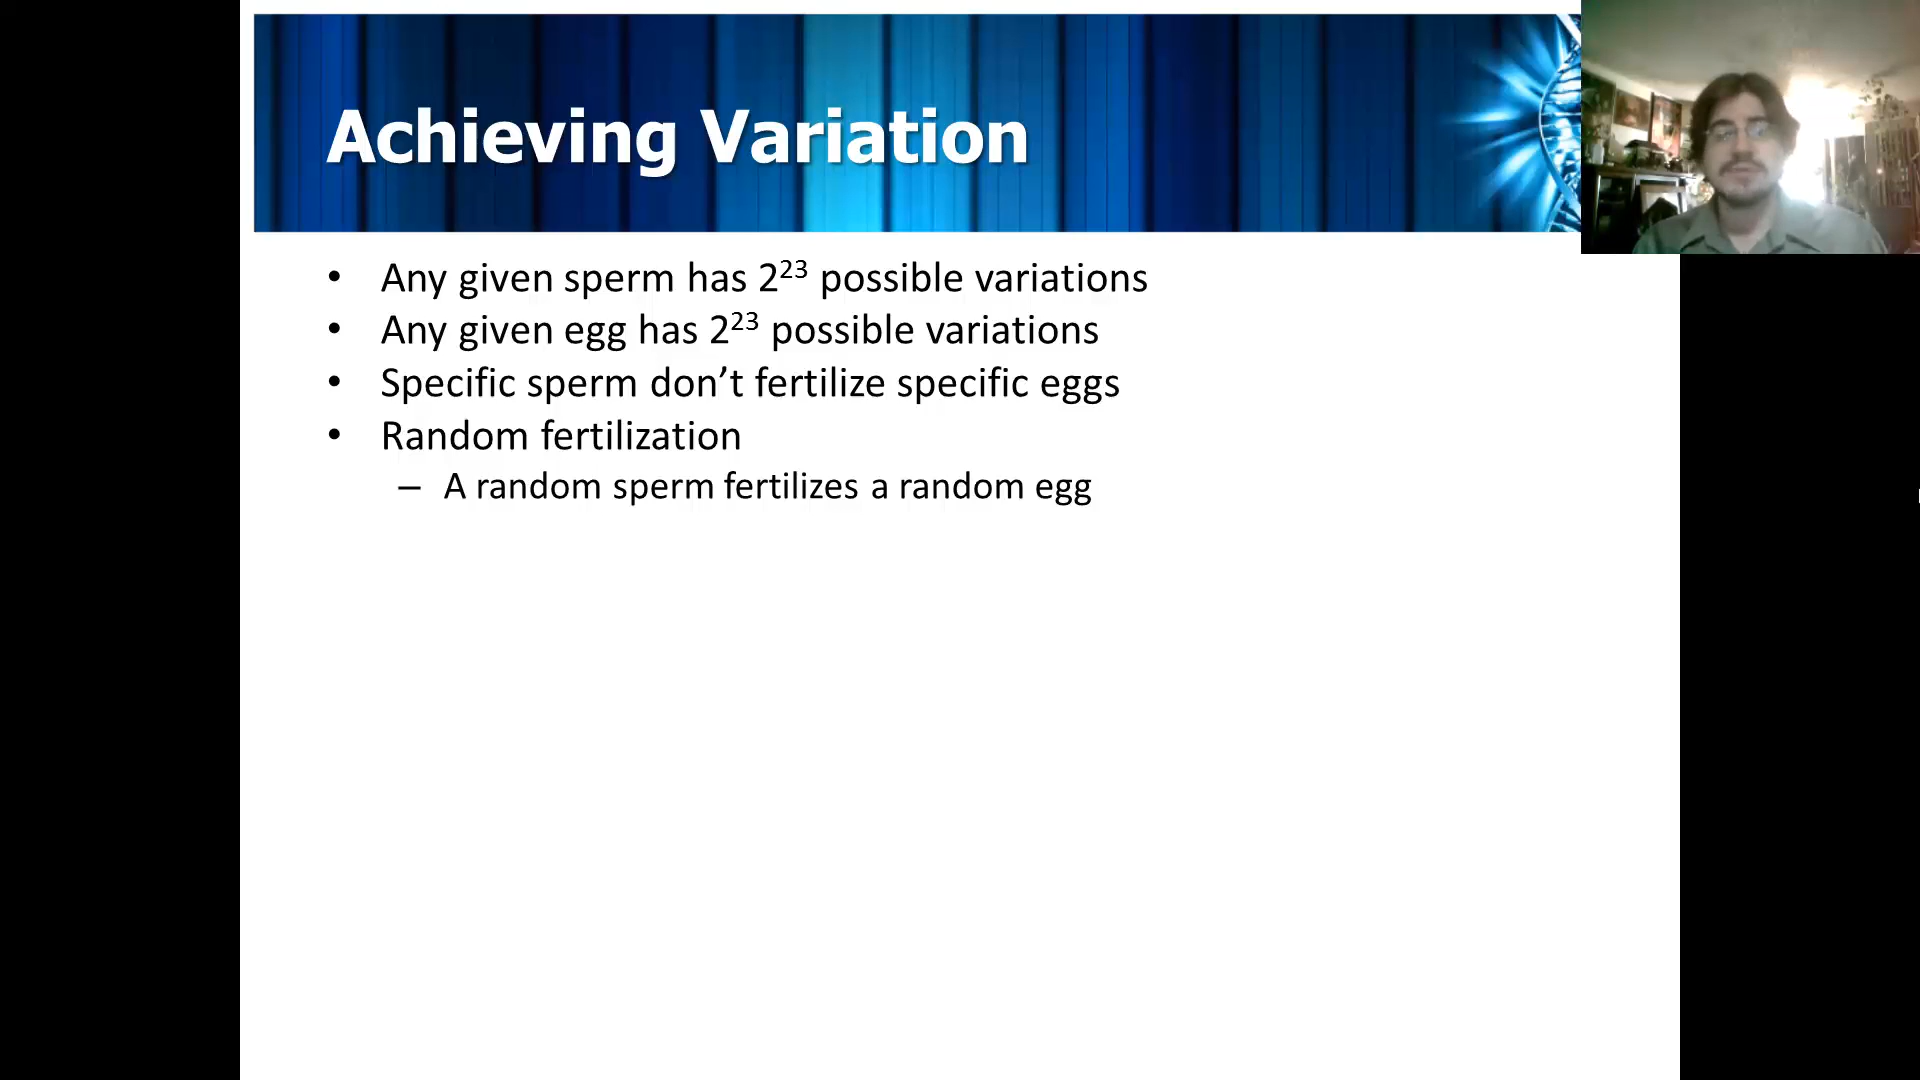 Achieving Variation
• Any given sperm has 2²³ possible variations
• Any given egg has 2²³ possible variations
• Specific sperm don’t fertilize specific eggs
• Random fertilization
– A random sperm fertilizes a random egg